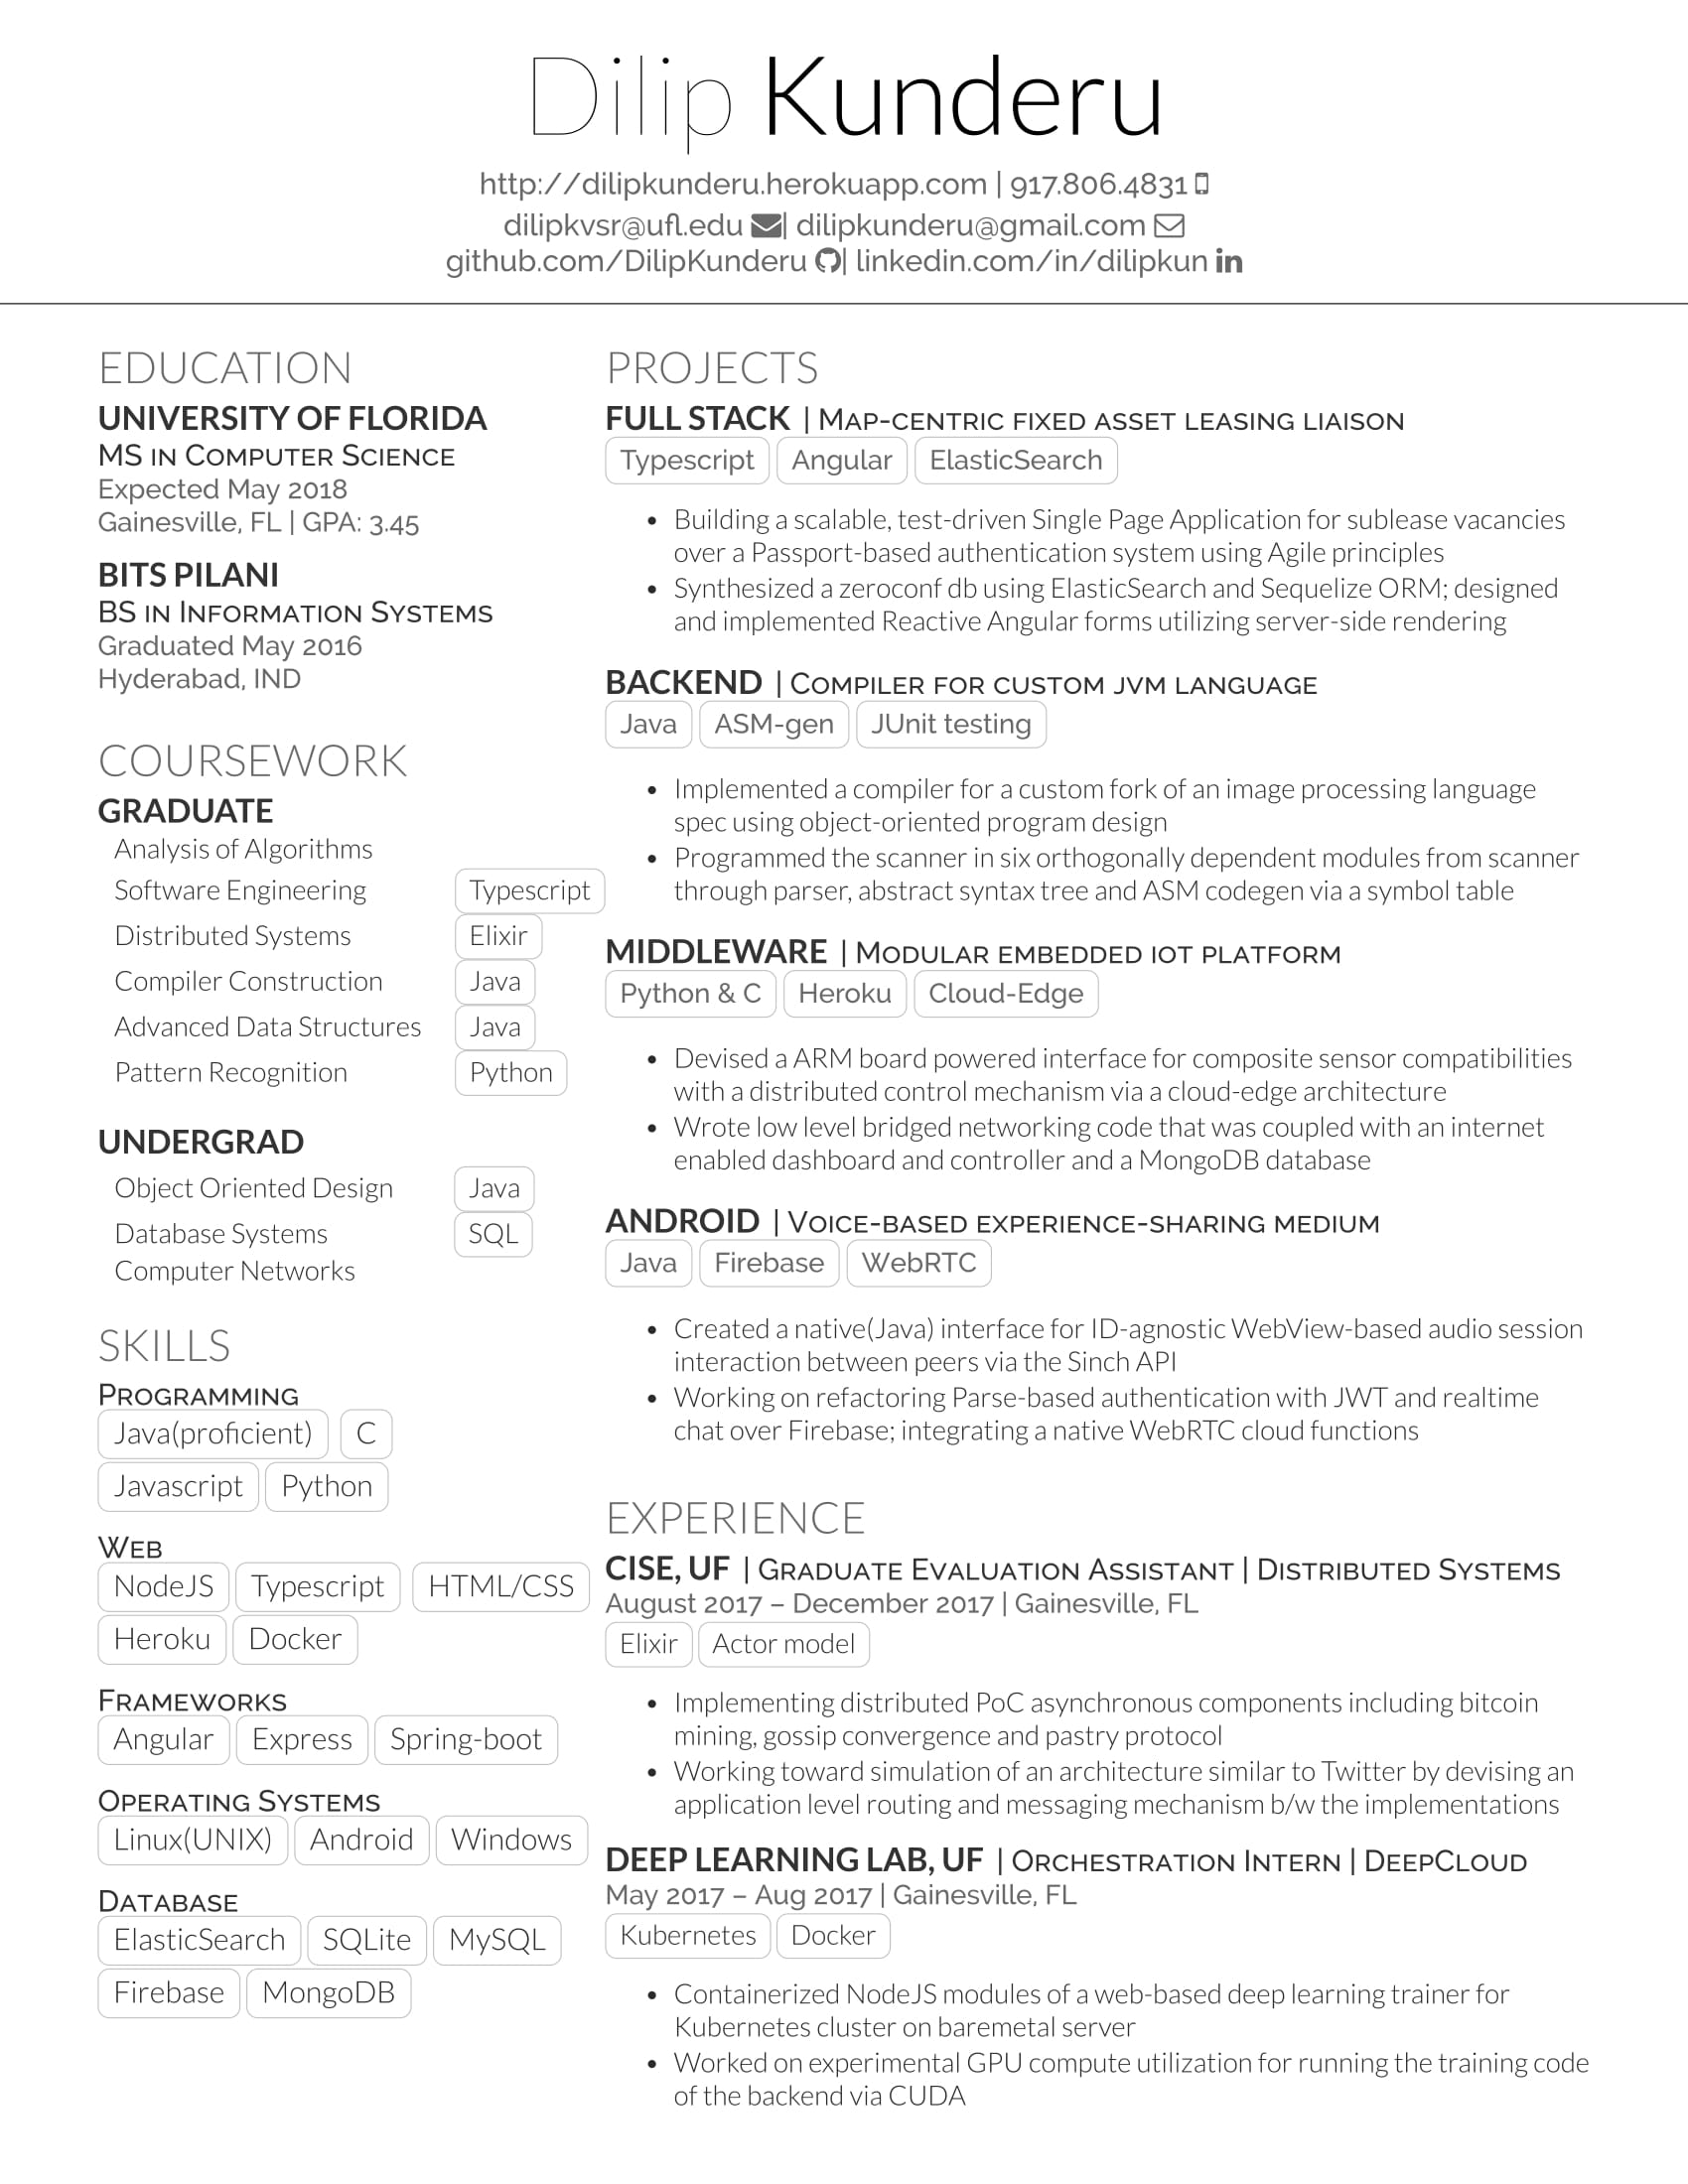 Dilip Kunderu
http://dilipkunderu.herokuapp.com | 917.806.4831
dilipkvsr@ufl.edu | dilipkunderu@gmail.com
github.com/DilipKunderu | linkedin.com/in/dilipkun
EDUCATION
UNIVERSITY OF FLORIDA
MS in Computer Science
Expected May 2018
Gainesville, FL | GPA: 3.45
BITS PILANI
BS in Information Systems
Graduated May 2016
Hyderabad, IND
COURSEWORK
GRADUATE
Analysis of Algorithms
Software Engineering Typescript
Distributed Systems Elixir
Compiler Construction Java
Advanced Data Structures Java
Pattern Recognition Python
UNDERGRAD
Object Oriented Design Java
Database Systems SQL
Computer Networks
SKILLS
Programming
Java(proficient) C
Javascript Python
Web
NodeJS Typescript HTML/CSS
Heroku Docker
Frameworks
Angular Express Spring-boot
Operating Systems
Linux(UNIX) Android Windows
Database
ElasticSearch SQLite MySQL
Firebase MongoDB
PROJECTS
FULL STACK | Map-centric fixed asset leasing liaison
Typescript Angular ElasticSearch
• Building a scalable, test-driven Single Page Application for sublease vacancies
over a Passport-based authentication system using Agile principles
• Synthesized a zeroconf db using ElasticSearch and Sequelize ORM; designed
and implemented Reactive Angular forms utilizing server-side rendering
BACKEND | Compiler for custom jvm language
Java ASM-gen JUnit testing
• Implemented a compiler for a custom fork of an image processing language
spec using object-oriented program design
• Programmed the scanner in six orthogonally dependent modules from scanner
through parser, abstract syntax tree and ASM codegen via a symbol table
MIDDLEWARE | Modular embedded iot platform
Python & C Heroku Cloud-Edge
• Devised a ARM board powered interface for composite sensor compatibilities
with a distributed control mechanism via a cloud-edge architecture
• Wrote low level bridged networking code that was coupled with an internet
enabled dashboard and controller and a MongoDB database
ANDROID | Voice-based experience-sharing medium
Java Firebase WebRTC
• Created a native(Java) interface for ID-agnostic WebView-based audio session
interaction between peers via the Sinch API
• Working on refactoring Parse-based authentication with JWT and realtime
chat over Firebase; integrating a native WebRTC cloud functions
EXPERIENCE
CISE, UF | Graduate Evaluation Assistant | Distributed Systems
August 2017 – December 2017 | Gainesville, FL
Elixir Actor model
• Implementing distributed PoC asynchronous components including bitcoin
mining, gossip convergence and pastry protocol
• Working toward simulation of an architecture similar to Twitter by devising an
application level routing and messaging mechanism b/w the implementations
DEEP LEARNING LAB, UF | Orchestration Intern | DeepCloud
May 2017 – Aug 2017 | Gainesville, FL
Kubernetes Docker
• Containerized NodeJS modules of a web-based deep learning trainer for
Kubernetes cluster on baremetal server
• Worked on experimental GPU compute utilization for running the training code
of the backend via CUDA